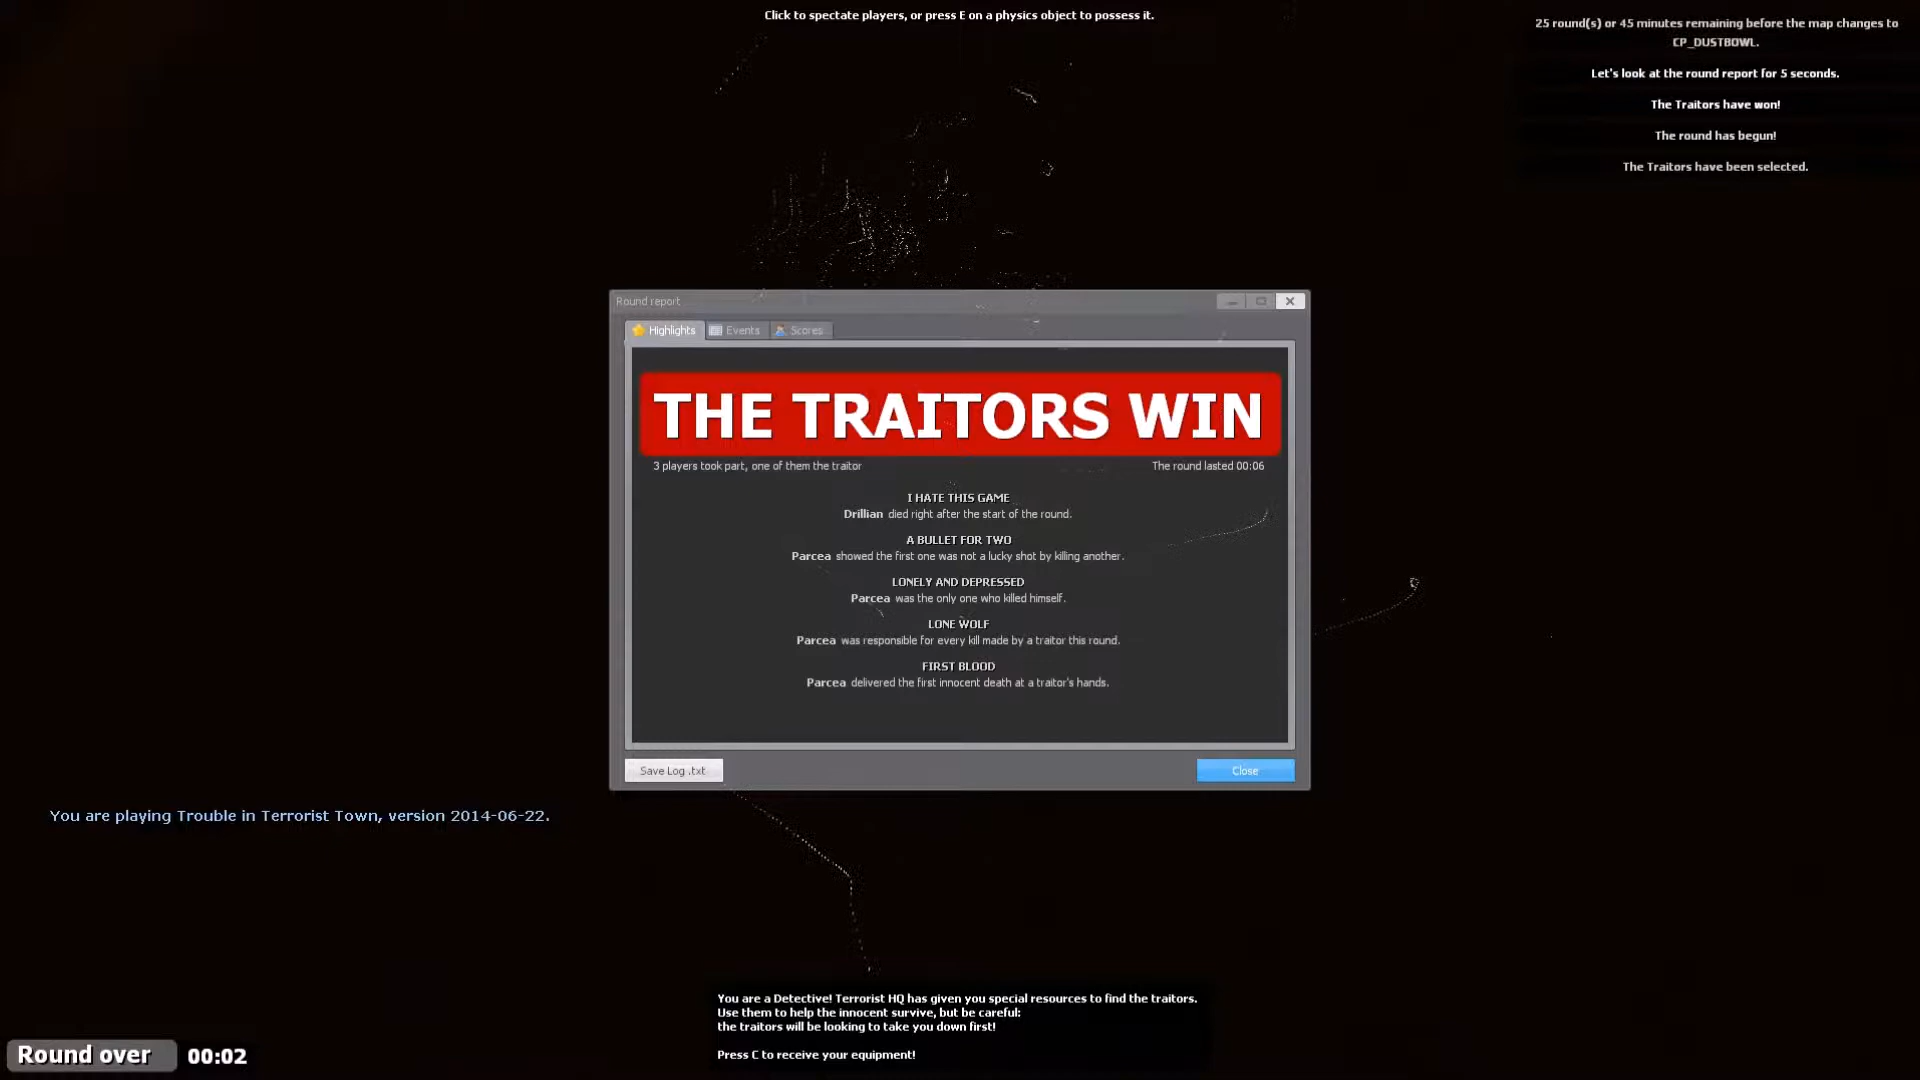 Click to spectate players, or press E on a physics object to possess it.
25 round(s) or 45 minutes remaining before the map changes to
CP_DUSTBOWL.
Let's look at the round report for 5 seconds.
The Traitors have won!
The round has begun!
The Traitors have been selected.
Round report
Highlights
Events
Scores
THE TRAITORS WIN
3 players took part, one of them the traitor
The round lasted 00:06
I HATE THIS GAME
Drillian died right after the start of the round.
A BULLET FOR TWO
Parcea showed the first one was not a lucky shot by killing another.
LONELY AND DEPRESSED
Parcea was the only one who killed himself.
LONE WOLF
Parcea was responsible for every kill made by a traitor this round.
FIRST BLOOD
Parcea delivered the first innocent death at a traitor's hands.
Save Log .txt
Close
You are playing Trouble in Terrorist Town, version 2014-06-22.
You are a Detective! Terrorist HQ has given you special resources to find the traitors.
Use them to help the innocent survive, but be careful:
the traitors will be looking to take you down first!
Press C to receive your equipment!
Round over
00:02